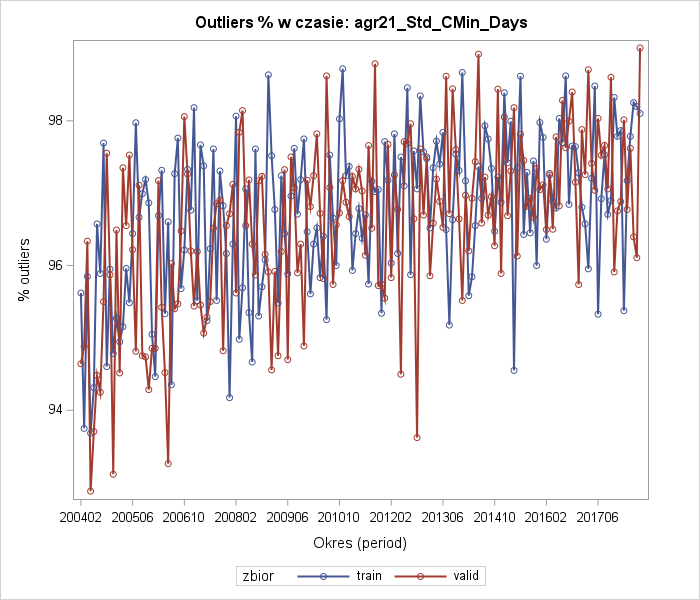 Outliers % w czasie: agr21_Std_CMin_Days
% outliers
98
96
94
200402 200506 200610 200802 200906 201010 201202 201306 201410 201602 201706
Okres (period)
zbior train valid